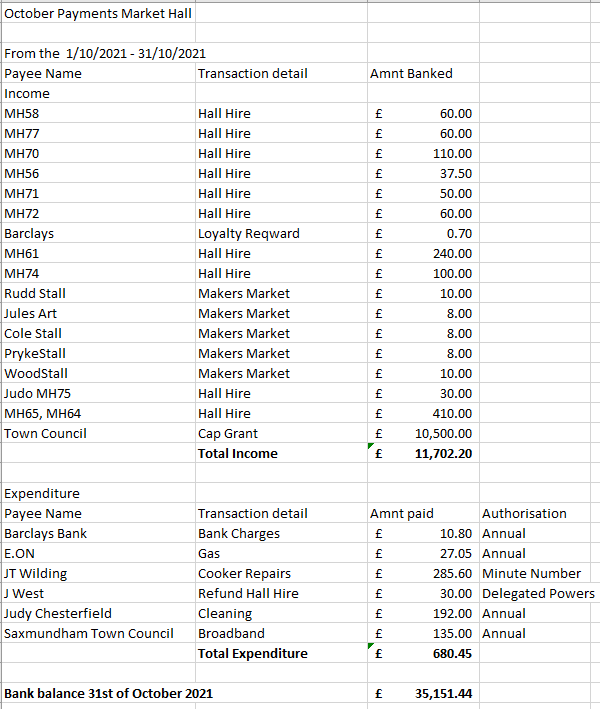 October Payments Market Hall
From the  1/10/2021 - 31/10/2021
Payee Name Transaction detail Amnt Banked
Income
MH58 Hall Hire £ 60.00
MH77 Hall Hire £ 60.00
MH70 Hall Hire £ 110.00
MH56 Hall Hire £ 37.50
MH71 Hall Hire £ 50.00
MH72 Hall Hire £ 60.00
Barclays Loyalty Reqward £ 0.70
MH61 Hall Hire £ 240.00
MH74 Hall Hire £ 100.00
Rudd Stall Makers Market £ 10.00
Jules Art Makers Market £ 8.00
Cole Stall Makers Market £ 8.00
PrykeStall Makers Market £ 8.00
WoodStall Makers Market £ 10.00
Judo MH75 Hall Hire £ 30.00
MH65, MH64 Hall Hire £ 410.00
Town Council Cap Grant £ 10,500.00
Total Income £ 11,702.20
Expenditure
Payee Name Transaction detail Amnt paid Authorisation
Barclays Bank Bank Charges £ 10.80 Annual
E.ON Gas £ 27.05 Annual
JT Wilding Cooker Repairs £ 285.60 Minute Number
J West Refund Hall Hire £ 30.00 Delegated Powers
Judy Chesterfield Cleaning £ 192.00 Annual
Saxmundham Town Council Broadband £ 135.00 Annual
Total Expenditure £ 680.45
Bank balance 31st of October 2021 £ 35,151.44